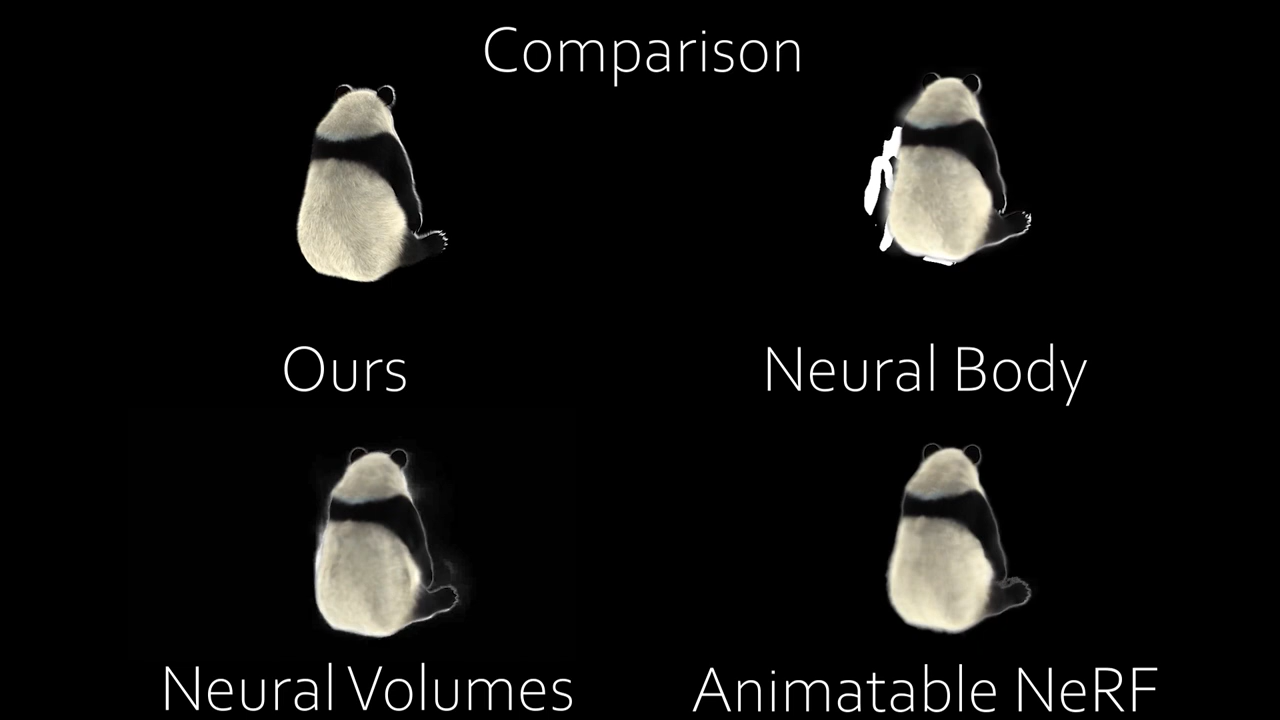 Comparison
Ours
Neural Body
Neural Volumes
Animatable NeRF